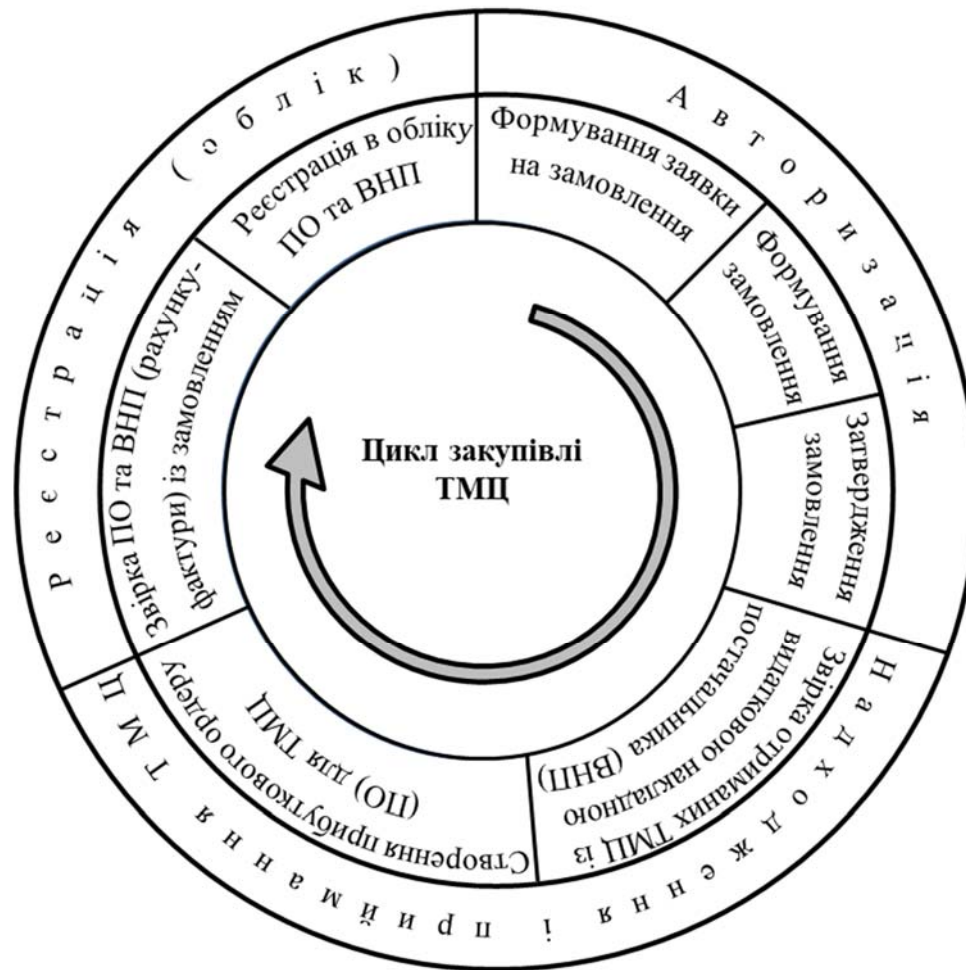 Авторизація
Формування заявки
на замовлення
Формування
замовлення
Затвердження
замовлення
Надходження і приймання ТМЦ
Звірка отриманих ТМЦ із
видатковою накладною
постачальника (ВНП)
Створення прибуткового ордеру
(ПО) для ТМЦ
Реєстрація (облік)
Звірка ПО та ВНП (рахунку-
фактури) із замовленням
Реєстрація в обліку
ПО та ВНП
Цикл закупівлі
ТМЦ